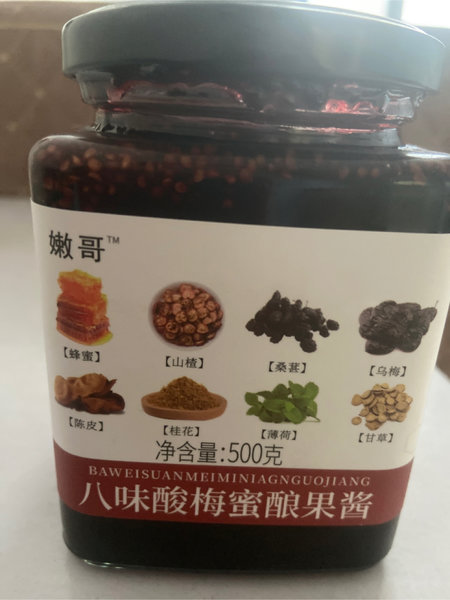 嫩哥™
【蜂蜜】 【山楂】 【桑葚】 【乌梅】
【陈皮】 【桂花】 【薄荷】 【甘草】
净含量:500克
BAWEISUANMEIMINIAGNGUOJIANG
八味酸梅蜜酿果酱